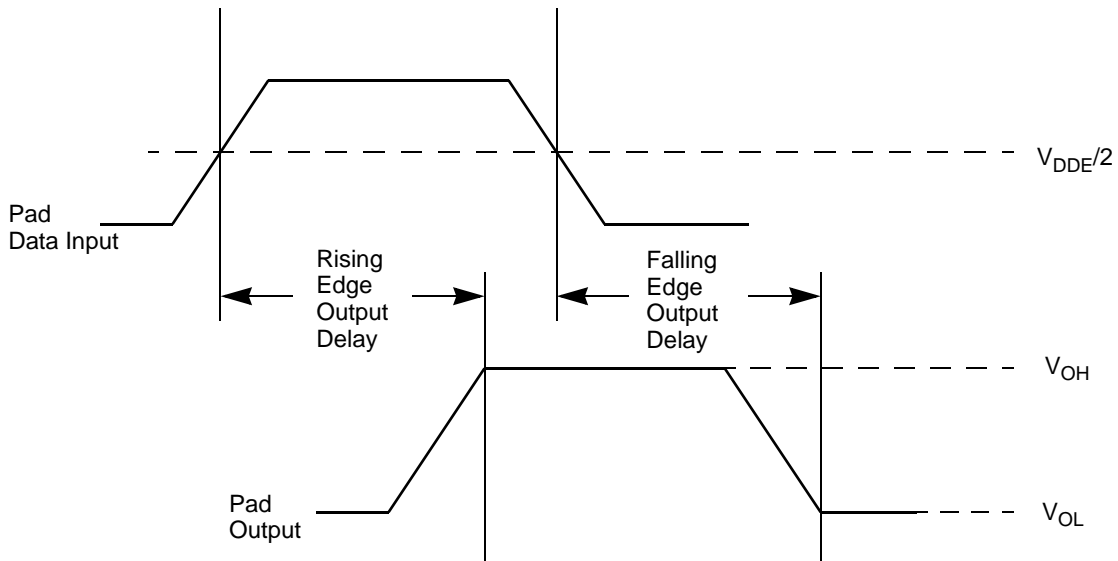 V_DDE/2
Pad
Data Input
Rising
Edge
Output
Delay
Falling
Edge
Output
Delay
V_OH
Pad
Output
V_OL